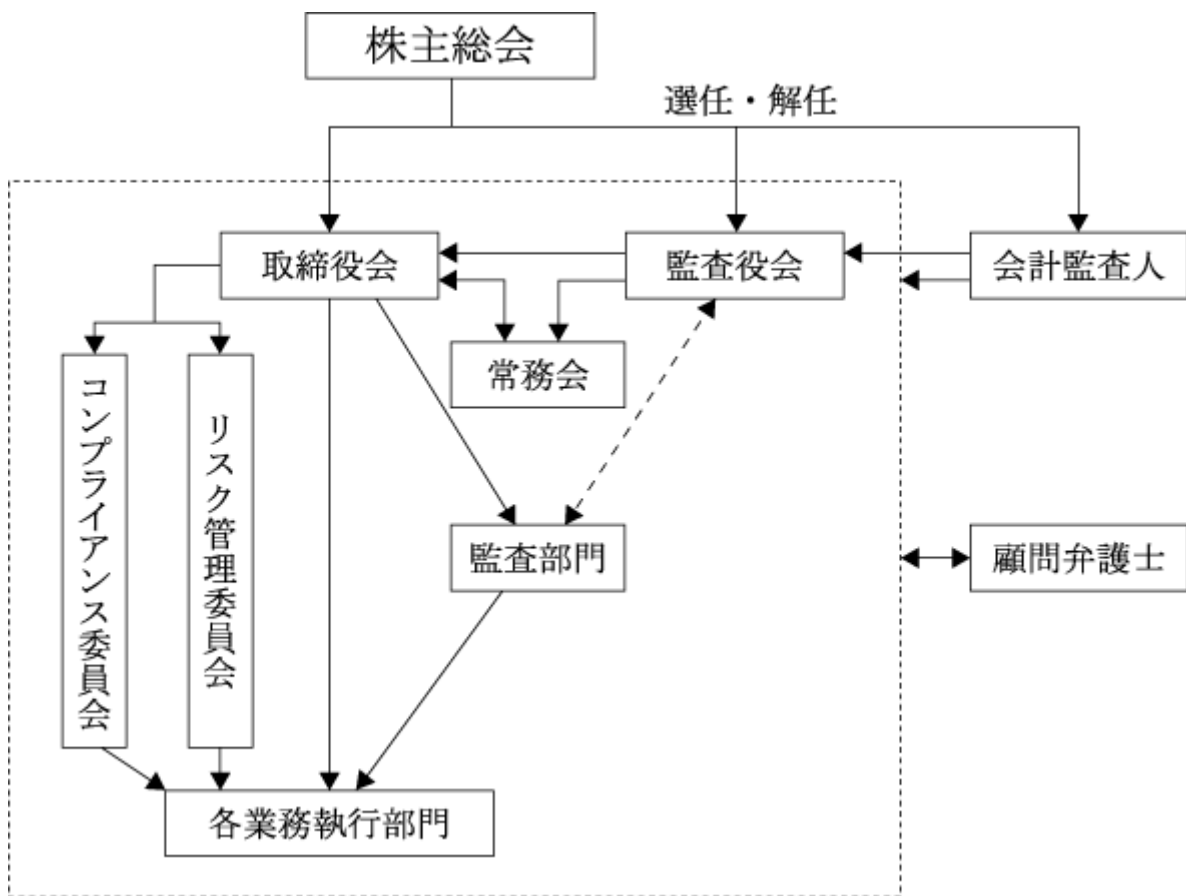 株主総会
選任・解任
取締役会
監査役会
会計監査人
常務会
コンプライアンス委員会
リスク管理委員会
監査部門
顧問弁護士
各業務執行部門